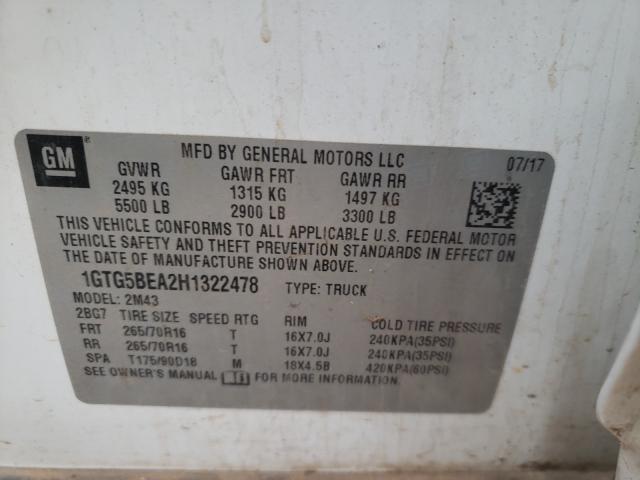 GM
MFD BY GENERAL MOTORS LLC 07/17
GVWR GAWR FRT GAWR RR
2495 KG 1315 KG 1497 KG
5500 LB 2900 LB 3300 LB
THIS VEHICLE CONFORMS TO ALL APPLICABLE U.S. FEDERAL MOTOR
VEHICLE SAFETY AND THEFT PREVENTION STANDARDS IN EFFECT ON
THE DATE OF MANUFACTURE SHOWN ABOVE.
1GTG5BEA2H1322478 TYPE: TRUCK
MODEL: 2M43
2BG7 TIRE SIZE SPEED RTG RIM COLD TIRE PRESSURE
FRT 265/70R16 T 16X7.0J 240KPA(35PSI)
RR 265/70R16 T 16X7.0J 240KPA(35PSI)
SPA T175/90D18 M 18X4.5B 420KPA(60PSI)
SEE OWNER'S MANUAL FOR MORE INFORMATION.